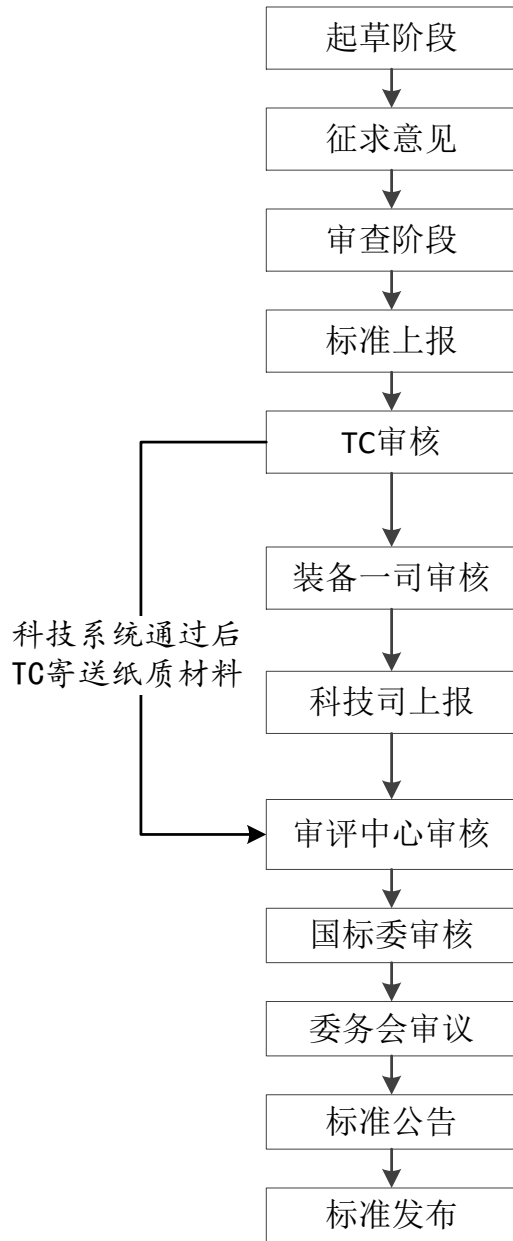 起草阶段
征求意见
审查阶段
标准上报
TC审核
装备一司审核
科技系统通过后
TC寄送纸质材料
科技司上报
审评中心审核
国标委审核
委务会审议
标准公告
标准发布